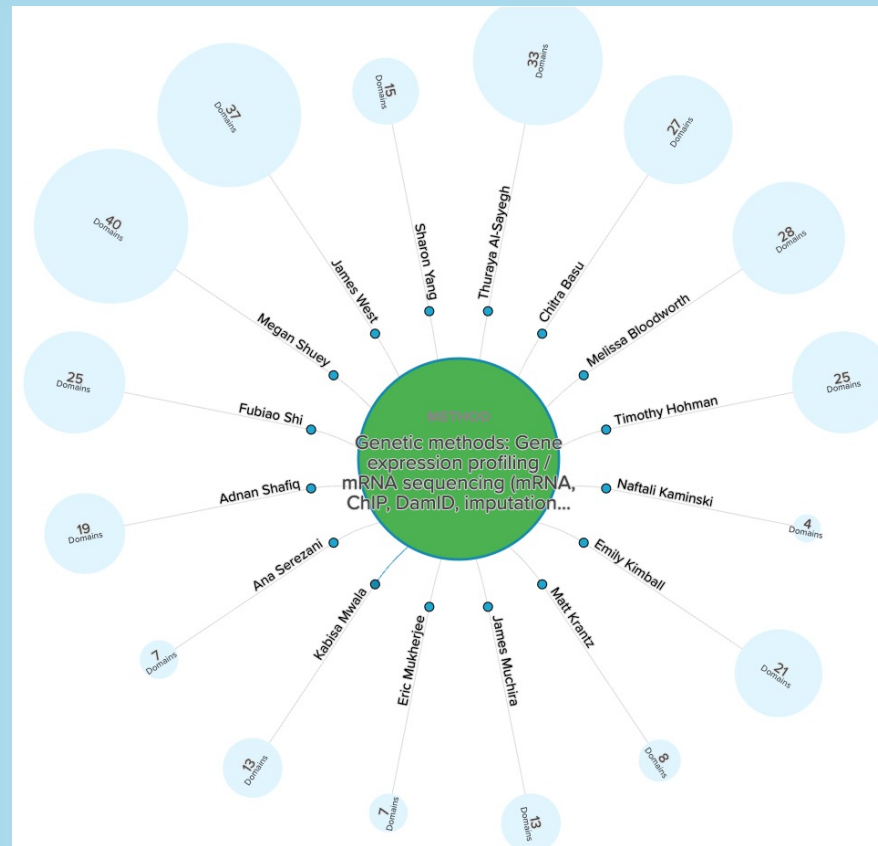 33
Domains
Thuraya Al-Sayegh
27
Domains
Chitra Basu
28
Domains
Melissa Bloodworth
25
Domains
Timothy Hohman
4
Domains
Naftali Kaminski
21
Domains
Emily Kimball
8
Domains
Matt Krantz
13
Domains
James Muchira
7
Domains
Eric Mukherjee
13
Domains
Kabisa Mwala
7
Domains
Ana Serezani
19
Domains
Adnan Shafiq
25
Domains
Fubiao Shi
40
Domains
Megan Shuey
37
Domains
James West
15
Domains
Sharon Yang
Genetic methods: Gene
expression profiling /
mRNA sequencing (mRNA,
ChIP, DamID, imputation...